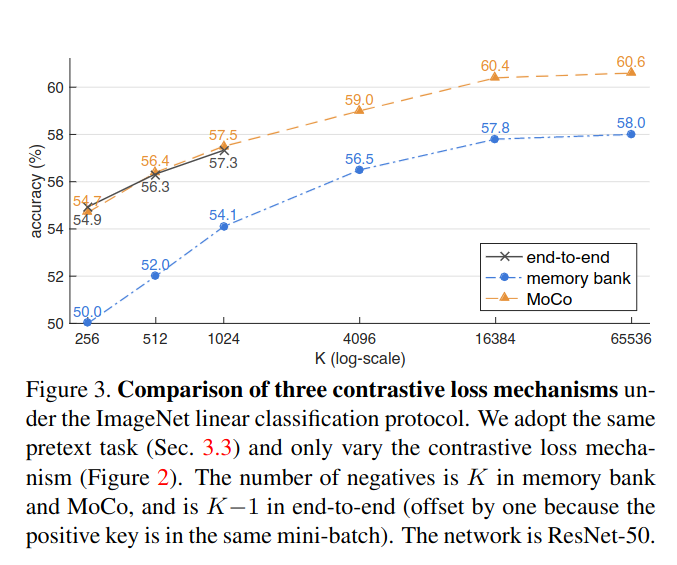 60.6
60.4
60
59.0
58.0
57.8
58
57.5
57.3
56.5
56.4
56.3
56
54.7
54.9
54.1
54
52.0
52
50.0
50
accuracy (%)
end-to-end
memory bank
MoCo
256 512 1024 4096 16384 65536
K (log-scale)
Figure 3. Comparison of three contrastive loss mechanisms un-
der the ImageNet linear classification protocol. We adopt the same
pretext task (Sec. 3.3) and only vary the contrastive loss mecha-
nism (Figure 2). The number of negatives is K in memory bank
and MoCo, and is K−1 in end-to-end (offset by one because the
positive key is in the same mini-batch). The network is ResNet-50.